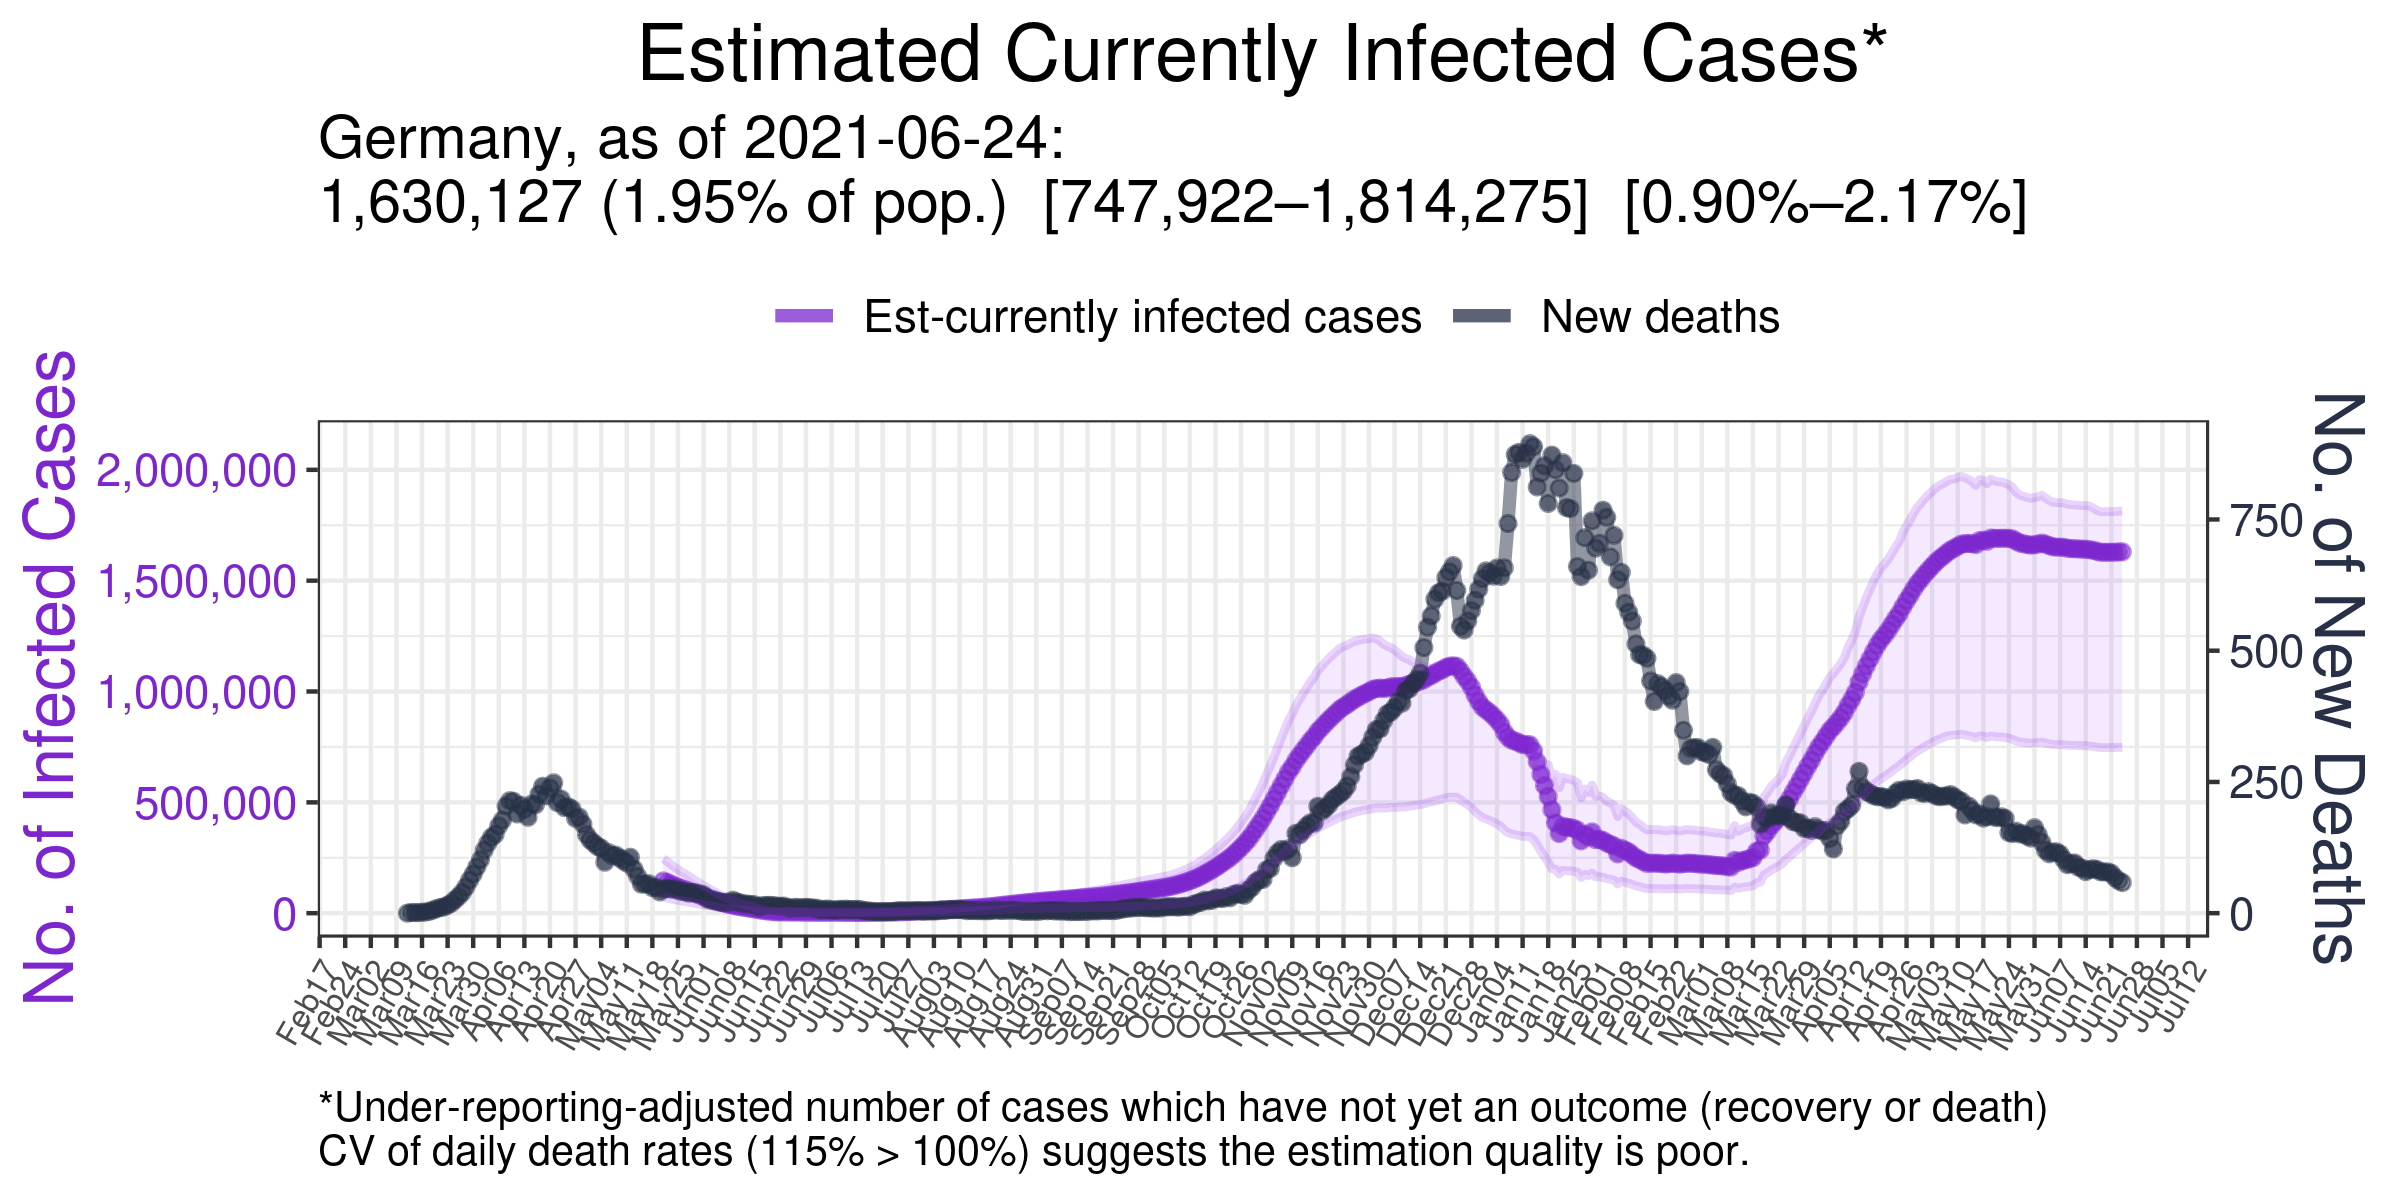 Estimated Currently Infected Cases*
Germany, as of 2021-06-24:
1,630,127 (1.95% of pop.) [747,922–1,814,275] [0.90%–2.17%]
Est-currently infected cases
New deaths
No. of Infected Cases
2,000,000
1,500,000
1,000,000
500,000
0
No. of New Deaths
750
500
250
0
Feb17
Feb24
Mar02
Mar09
Mar16
Mar23
Mar30
Apr06
Apr13
Apr20
Apr27
May04
May11
May18
May25
Jun01
Jun08
Jun15
Jun22
Jun29
Jul06
Jul13
Jul20
Jul27
Aug03
Aug10
Aug17
Aug24
Aug31
Sep07
Sep14
Sep21
Sep28
Oct05
Oct12
Oct19
Oct26
Nov02
Nov09
Nov16
Nov23
Nov30
Dec07
Dec14
Dec21
Dec28
Jan04
Jan11
Jan18
Jan25
Feb01
Feb08
Feb15
Feb22
Mar01
Mar08
Mar15
Mar22
Mar29
Apr05
Apr12
Apr19
Apr26
May03
May10
May17
May24
May31
Jun07
Jun14
Jun21
Jun28
Jul05
Jul12
*Under-reporting-adjusted number of cases which have not yet an outcome (recovery or death)
CV of daily death rates (115% > 100%) suggests the estimation quality is poor.